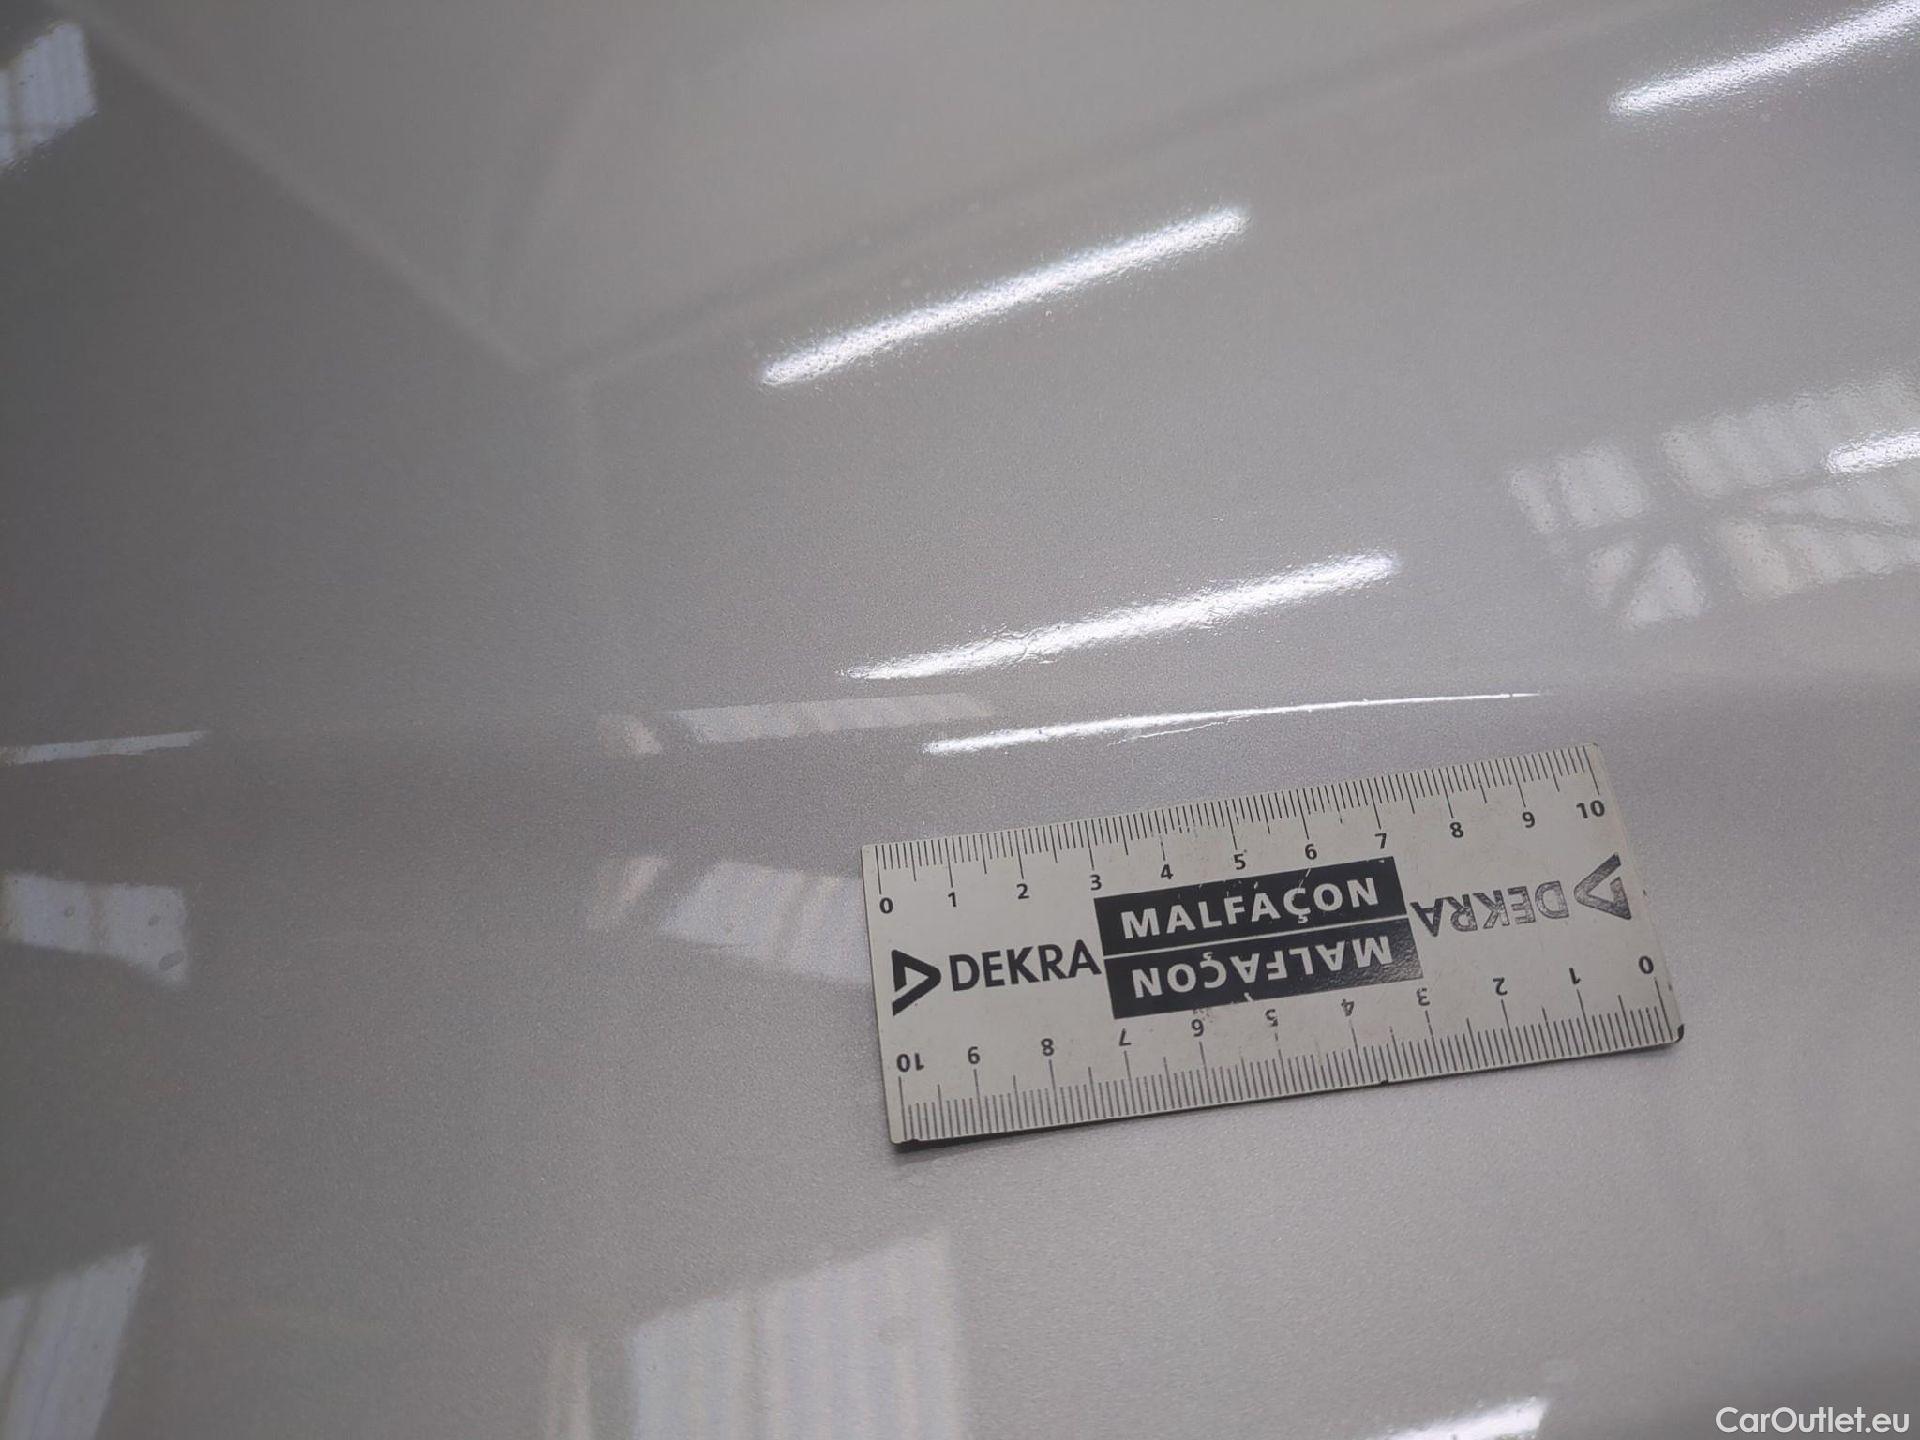 0 1 2 3 4 5 6 7 8 9 10
DEKRA MALFAÇON DEKRA
MALFAÇON
10 9 8 7 6 5 4 3 2 1 0
CarOutlet.eu